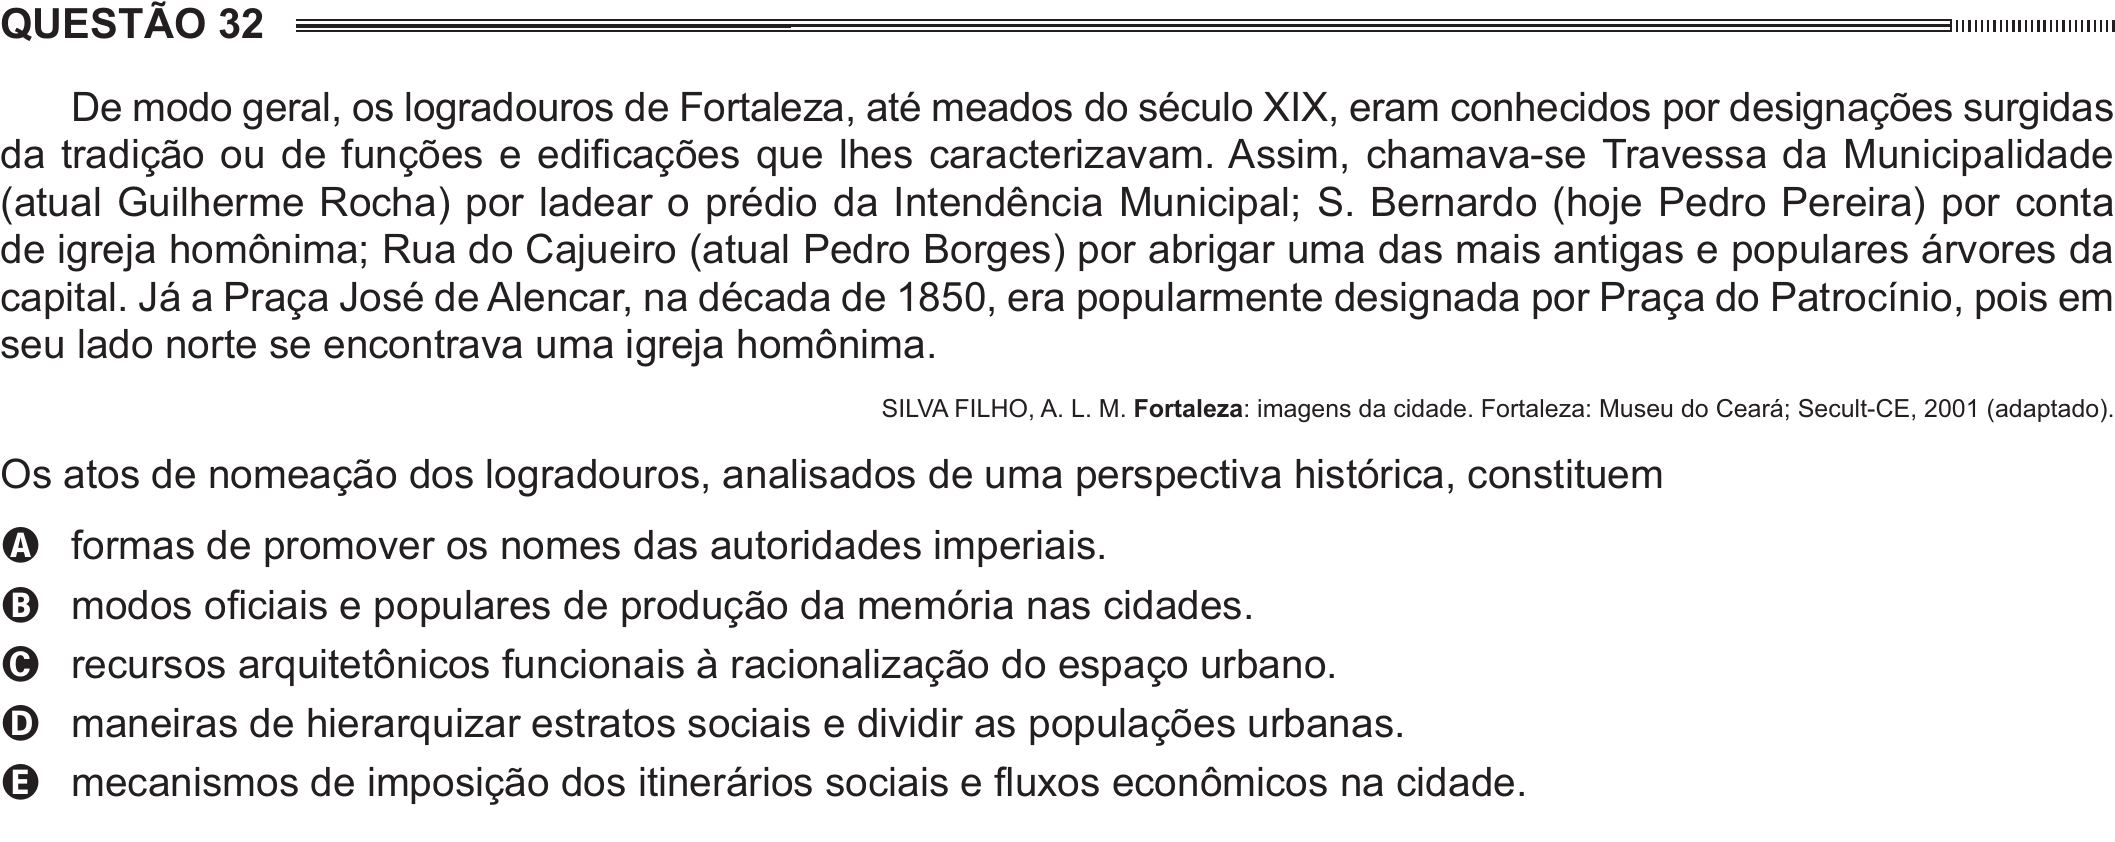 QUESTÃO 32
De modo geral, os logradouros de Fortaleza, até meados do século XIX, eram conhecidos por designações surgidas
da tradição ou de funções e edificações que lhes caracterizavam. Assim, chamava-se Travessa da Municipalidade
(atual Guilherme Rocha) por ladear o prédio da Intendência Municipal; S. Bernardo (hoje Pedro Pereira) por conta
de igreja homônima; Rua do Cajueiro (atual Pedro Borges) por abrigar uma das mais antigas e populares árvores da
capital. Já a Praça José de Alencar, na década de 1850, era popularmente designada por Praça do Patrocínio, pois em
seu lado norte se encontrava uma igreja homônima.
SILVA FILHO, A. L. M. Fortaleza: imagens da cidade. Fortaleza: Museu do Ceará; Secult-CE, 2001 (adaptado).
Os atos de nomeação dos logradouros, analisados de uma perspectiva histórica, constituem
A formas de promover os nomes das autoridades imperiais.
B modos oficiais e populares de produção da memória nas cidades.
C recursos arquitetônicos funcionais à racionalização do espaço urbano.
D maneiras de hierarquizar estratos sociais e dividir as populações urbanas.
E mecanismos de imposição dos itinerários sociais e fluxos econômicos na cidade.